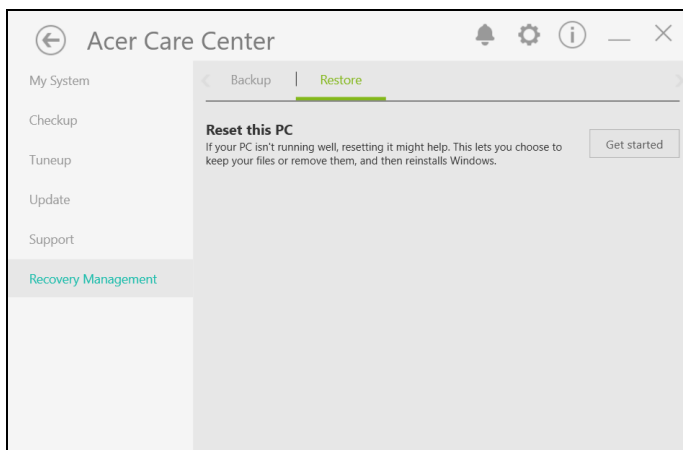 Acer Care Center
My System
Checkup
Tuneup
Update
Support
Recovery Management
Backup
Restore
Reset this PC
If your PC isn't running well, resetting it might help. This lets you choose to
keep your files or remove them, and then reinstalls Windows.
Get started